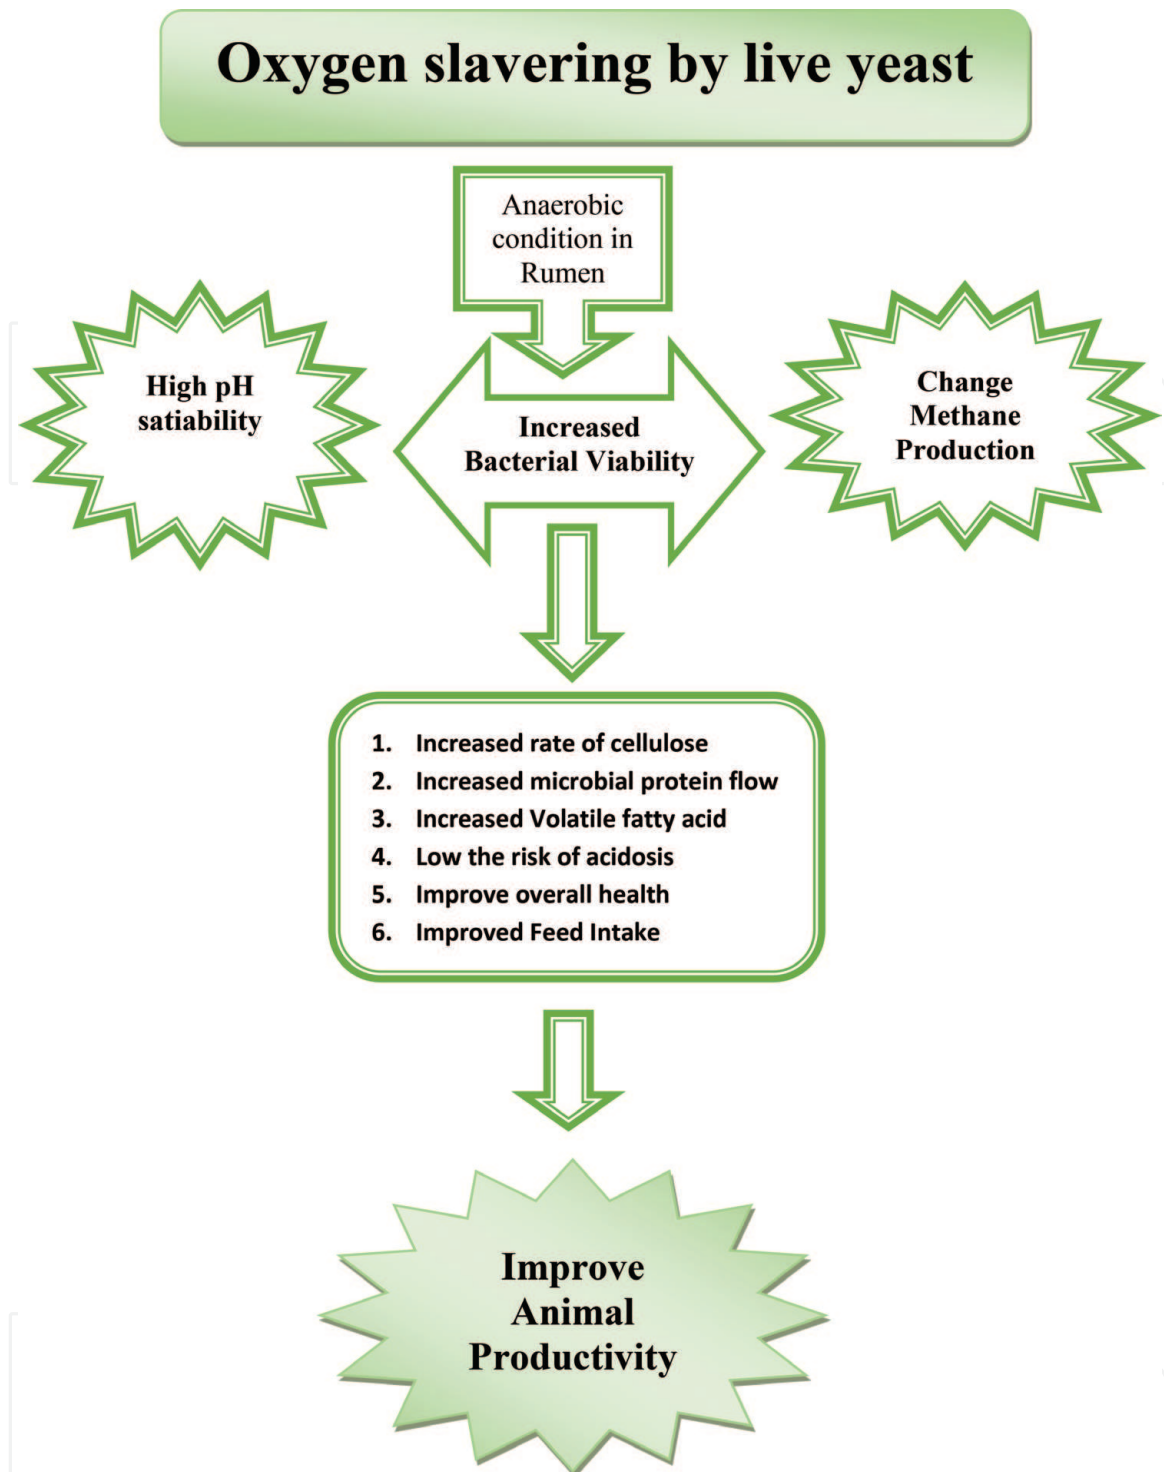 Oxygen slavering by live yeast
Anaerobic
condition in
Rumen
High pH
satiability
Increased
Bacterial Viability
Change
Methane
Production
1. Increased rate of cellulose
2. Increased microbial protein flow
3. Increased Volatile fatty acid
4. Low the risk of acidosis
5. Improve overall health
6. Improved Feed Intake
Improve
Animal
Productivity